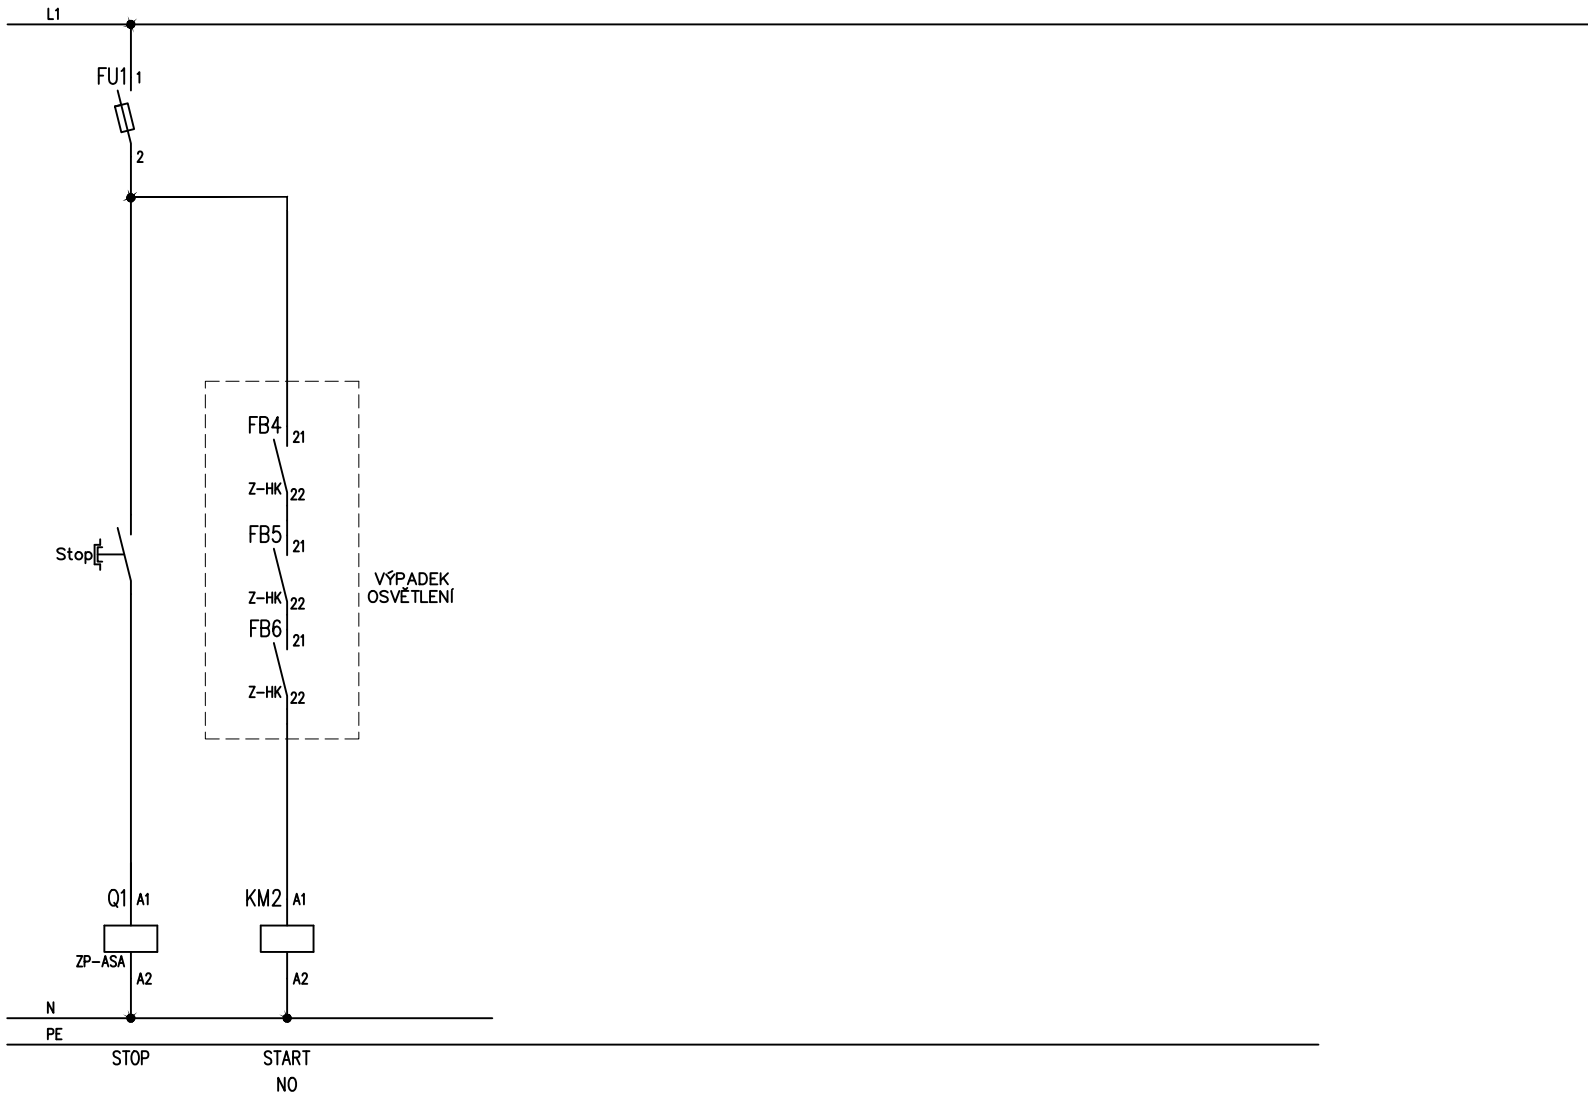 L1
FU1 1
2
FB4 21
Z-HK 22
FB5 21
Stop
VÝPADEK
OSVĚTLENÍ
Z-HK 22
FB6 21
Z-HK 22
Q1 A1
KM2 A1
ZP-ASA
A2
A2
N
PE
STOP
START
NO